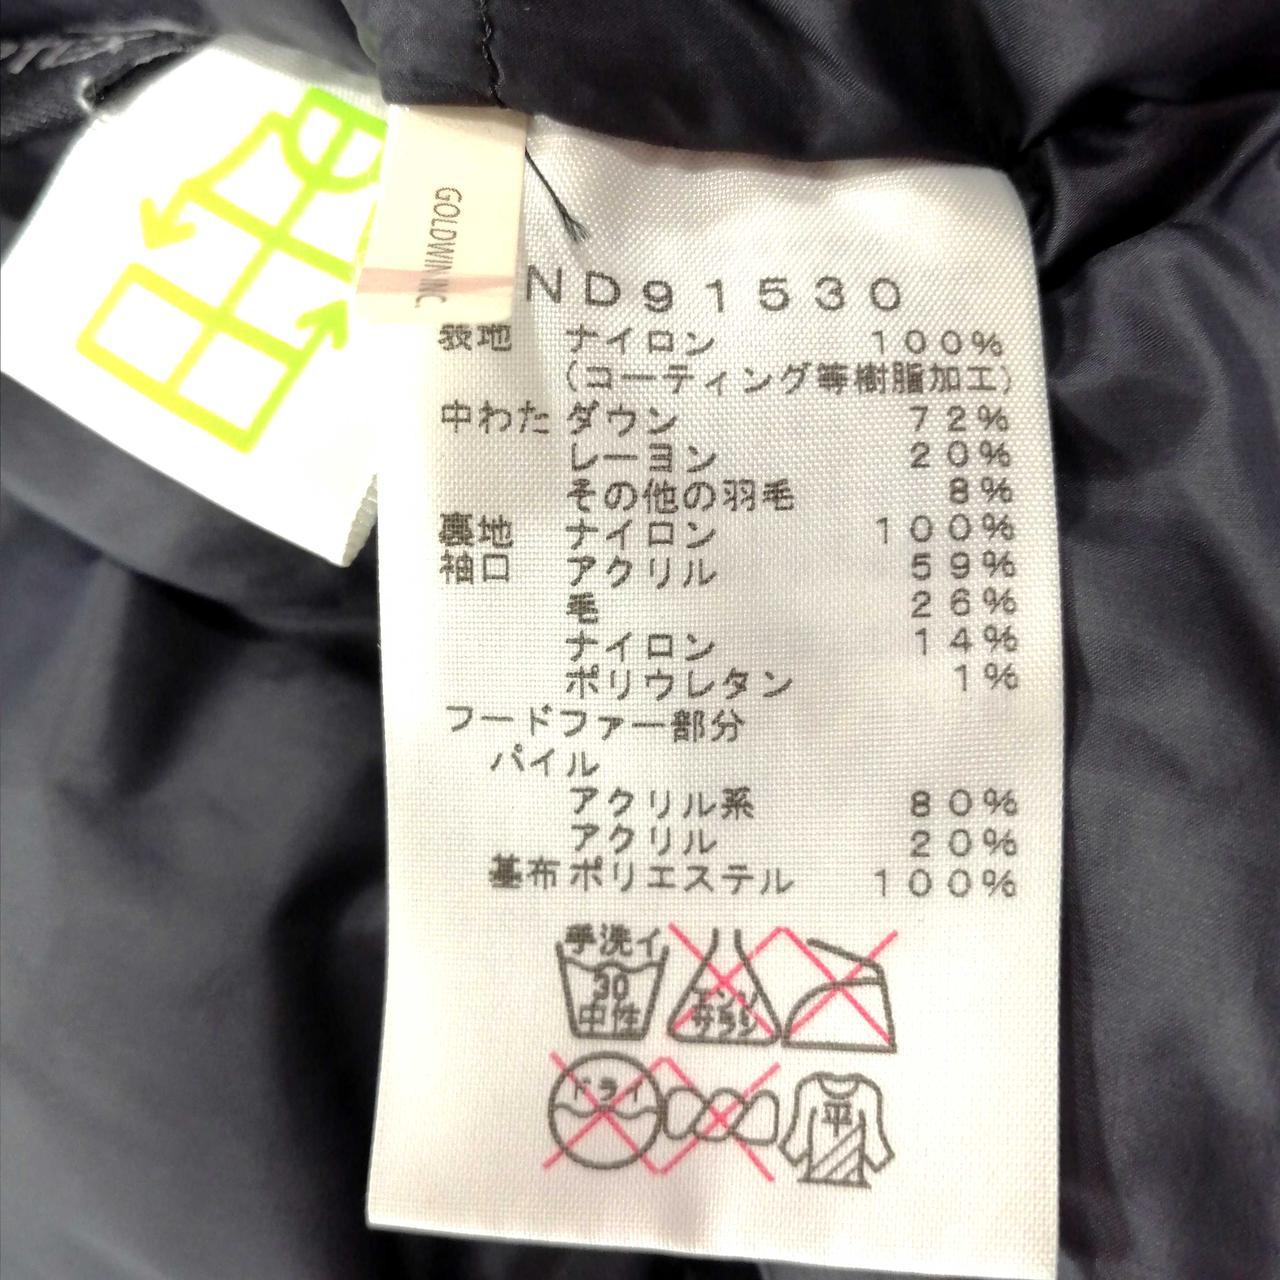 GOLDWIN INC.
ND91530
表地 ナイロン 100%
(コーティング等樹脂加工)
中わた ダウン 72%
レーヨン 20%
その他の羽毛 8%
裏地 ナイロン 100%
袖口 アクリル 59%
毛 26%
ナイロン 14%
ポリウレタン 1%
フードファー部分
パイル
アクリル系 80%
アクリル 20%
基布 ポリエステル 100%
手洗イ
30
中性
エンソ
サラシ
ドライ
平